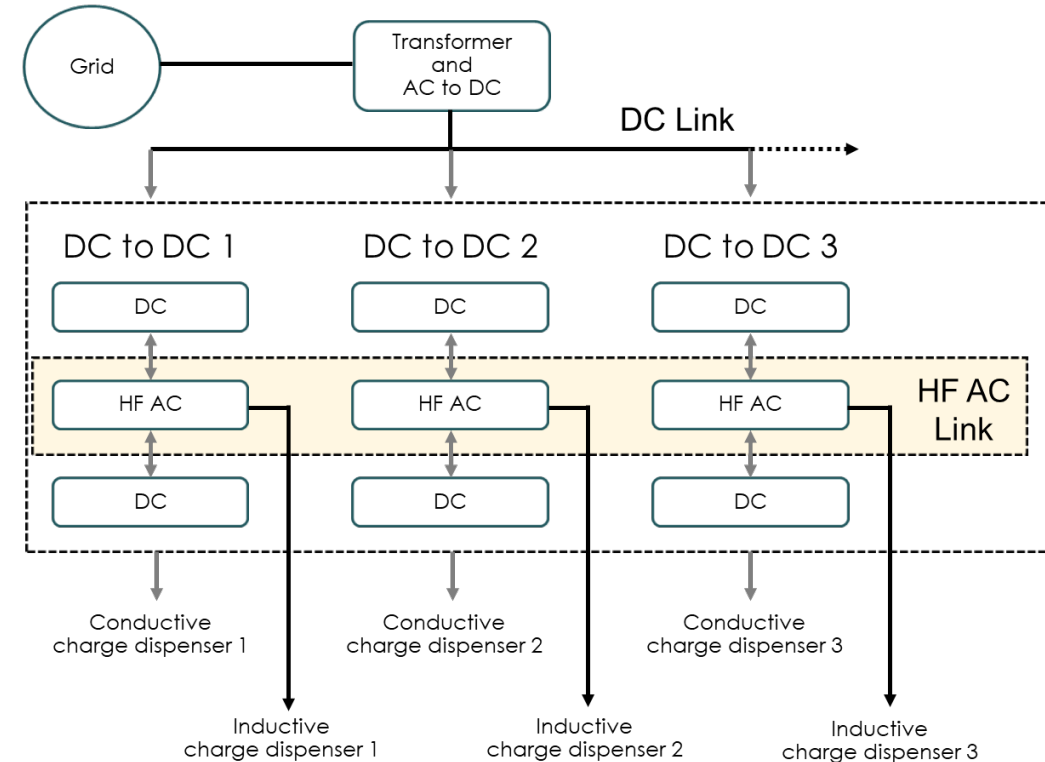 Grid
Transformer
and
AC to DC
DC Link
DC to DC 1
DC to DC 2
DC to DC 3
DC
DC
DC
HF AC
HF AC
HF AC
HF AC
Link
DC
DC
DC
Conductive
charge dispenser 1
Conductive
charge dispenser 2
Conductive
charge dispenser 3
Inductive
charge dispenser 1
Inductive
charge dispenser 2
Inductive
charge dispenser 3